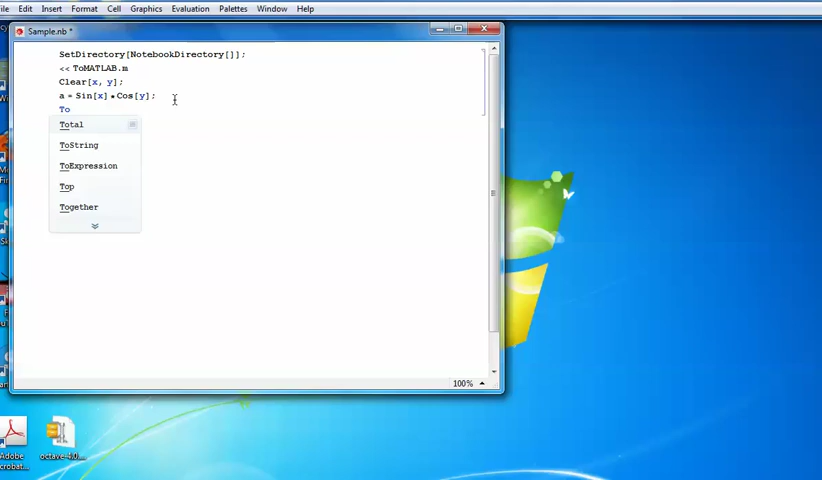 File Edit Insert Format Cell Graphics Evaluation Palettes Window Help
Sample.nb *
SetDirectory[NotebookDirectory[]];
<< ToMATLAB.m
Clear[x, y];
a = Sin[x] * Cos[y];
To
Total
ToString
ToExpression
Top
Together
100%
Adobe
octave-4.0...